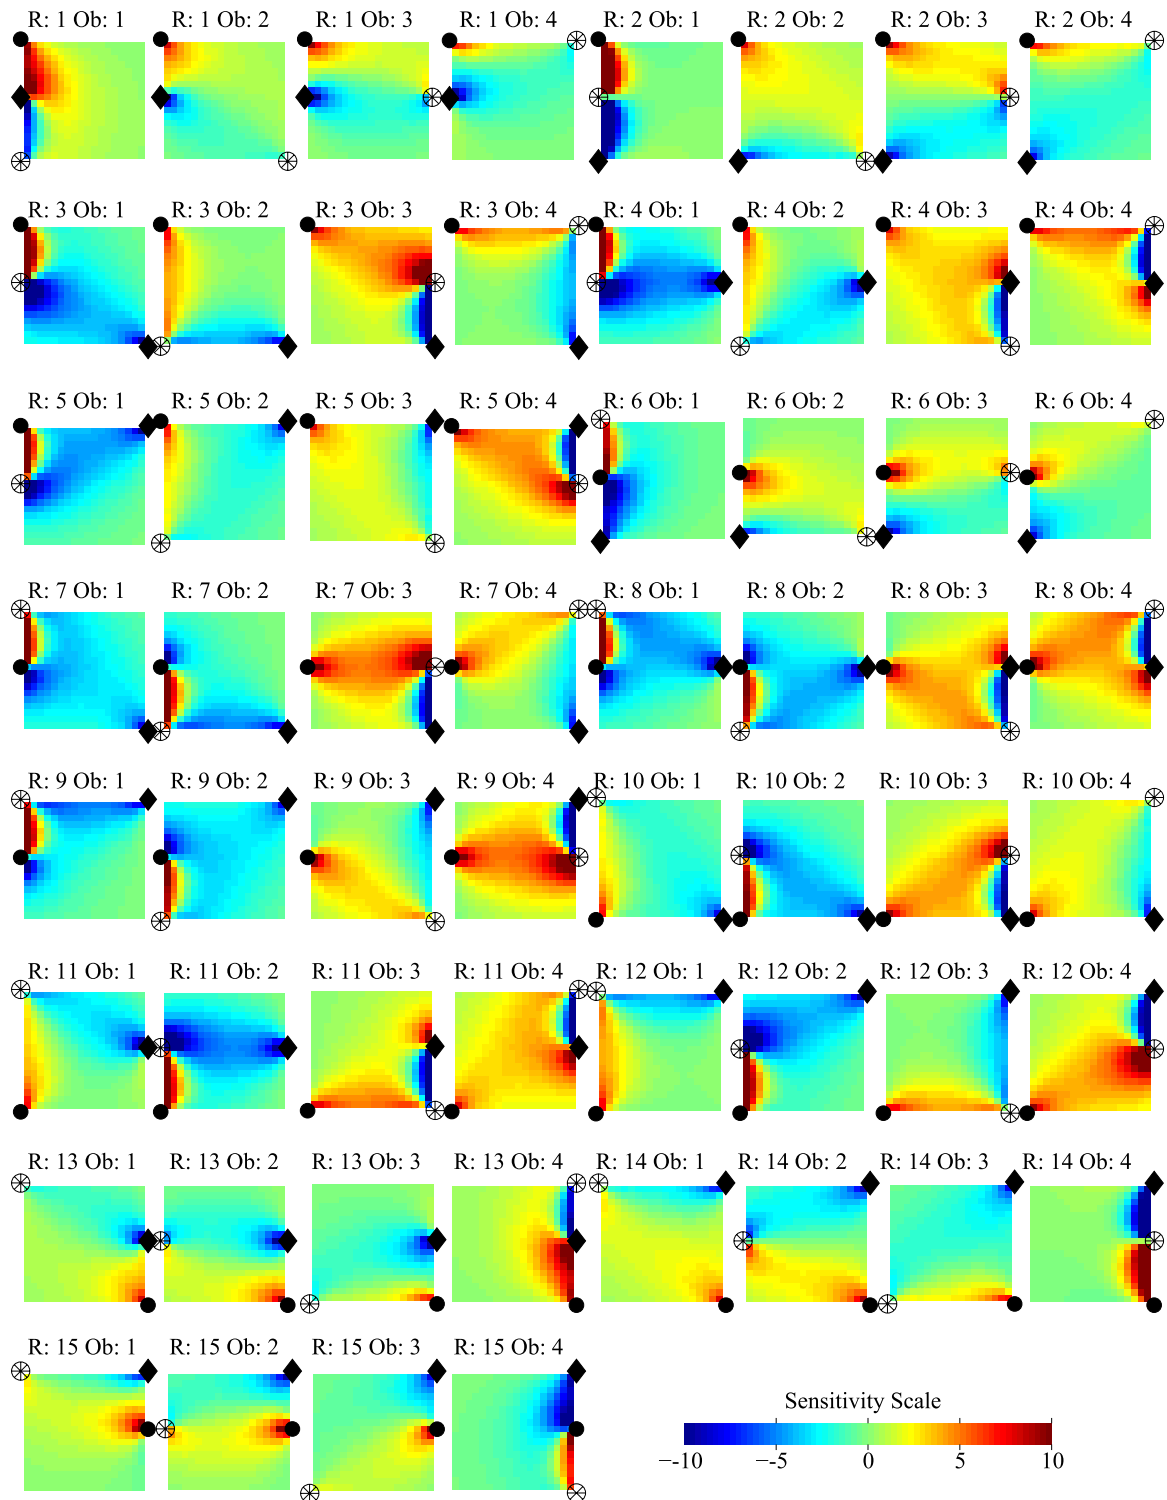 R: 1 Ob: 1 R: 1 Ob: 2 R: 1 Ob: 3 R: 1 Ob: 4 R: 2 Ob: 1 R: 2 Ob: 2 R: 2 Ob: 3 R: 2 Ob: 4
R: 3 Ob: 1 R: 3 Ob: 2 R: 3 Ob: 3 R: 3 Ob: 4 R: 4 Ob: 1 R: 4 Ob: 2 R: 4 Ob: 3 R: 4 Ob: 4
R: 5 Ob: 1 R: 5 Ob: 2 R: 5 Ob: 3 R: 5 Ob: 4 R: 6 Ob: 1 R: 6 Ob: 2 R: 6 Ob: 3 R: 6 Ob: 4
R: 7 Ob: 1 R: 7 Ob: 2 R: 7 Ob: 3 R: 7 Ob: 4 R: 8 Ob: 1 R: 8 Ob: 2 R: 8 Ob: 3 R: 8 Ob: 4
R: 9 Ob: 1 R: 9 Ob: 2 R: 9 Ob: 3 R: 9 Ob: 4 R: 10 Ob: 1 R: 10 Ob: 2 R: 10 Ob: 3 R: 10 Ob: 4
R: 11 Ob: 1 R: 11 Ob: 2 R: 11 Ob: 3 R: 11 Ob: 4 R: 12 Ob: 1 R: 12 Ob: 2 R: 12 Ob: 3 R: 12 Ob: 4
R: 13 Ob: 1 R: 13 Ob: 2 R: 13 Ob: 3 R: 13 Ob: 4 R: 14 Ob: 1 R: 14 Ob: 2 R: 14 Ob: 3 R: 14 Ob: 4
R: 15 Ob: 1 R: 15 Ob: 2 R: 15 Ob: 3 R: 15 Ob: 4
Sensitivity Scale
−-10 −-5 0 5 10